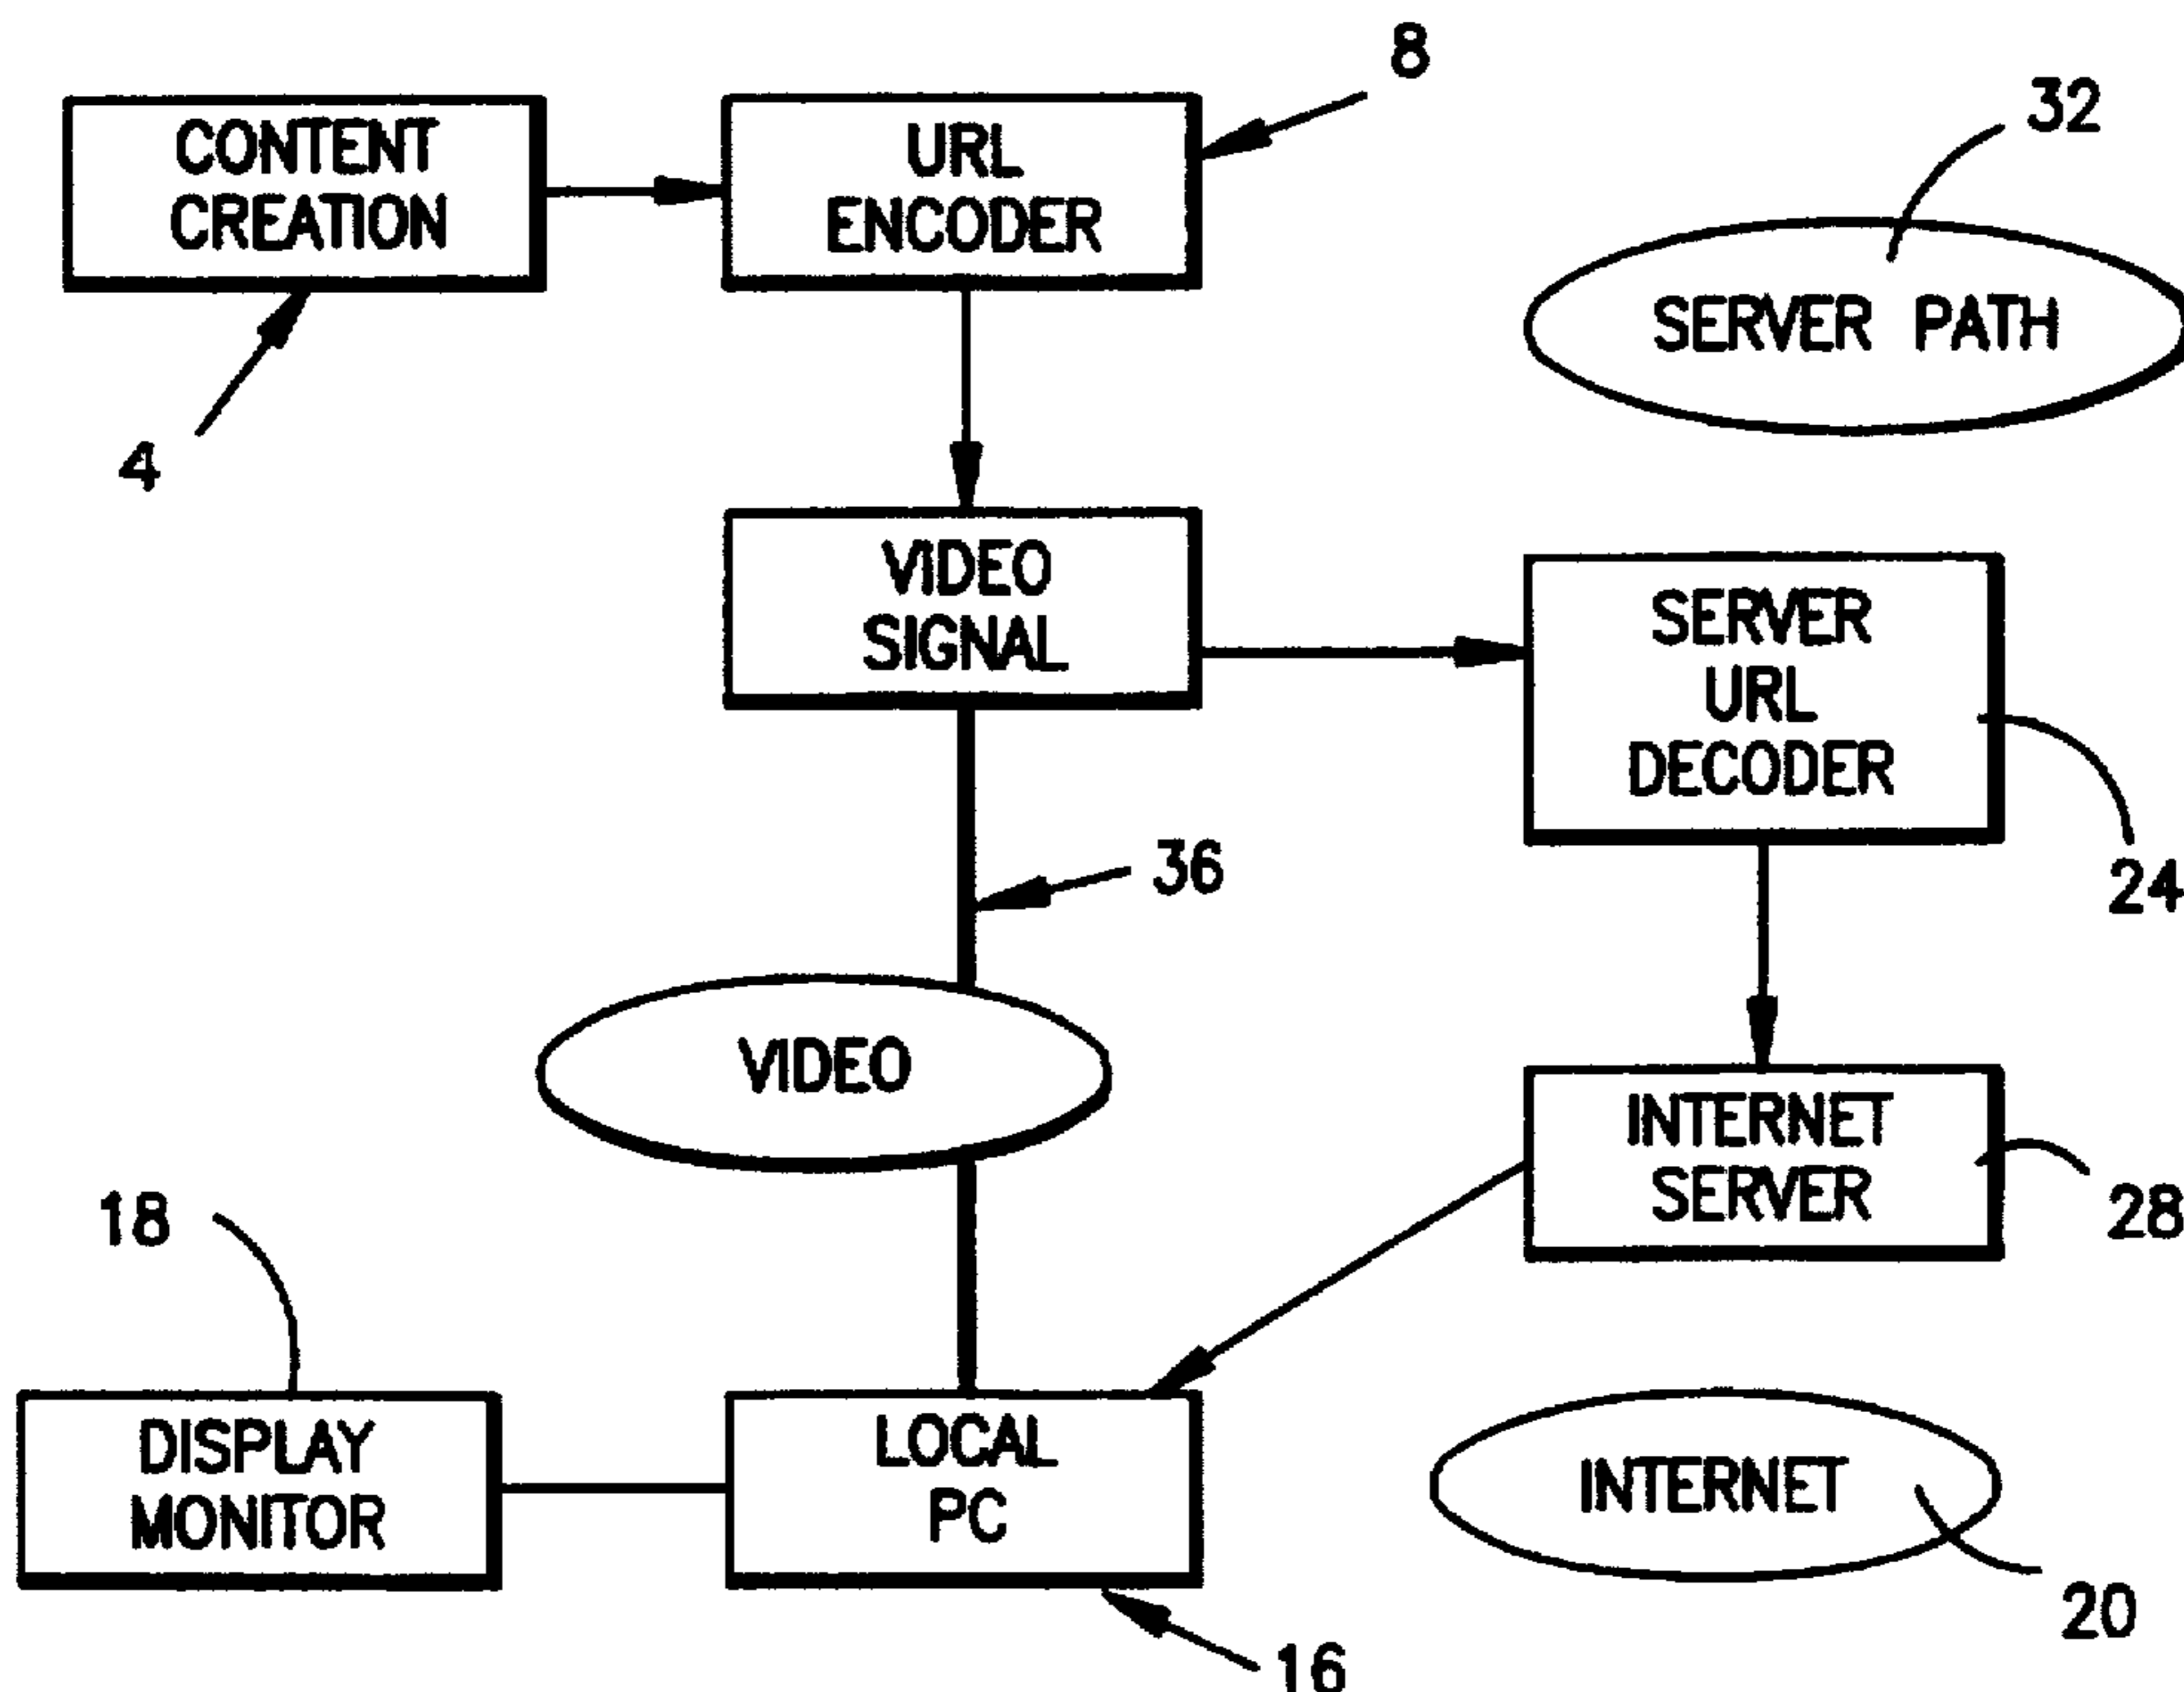 8
32
CONTENT
CREATION
URL
ENCODER
SERVER PATH
4
VIDEO
SIGNAL
SERVER
URL
DECODER
36
24
VIDEO
INTERNET
SERVER
18
28
DISPLAY
MONITOR
LOCAL
PC
INTERNET
20
16